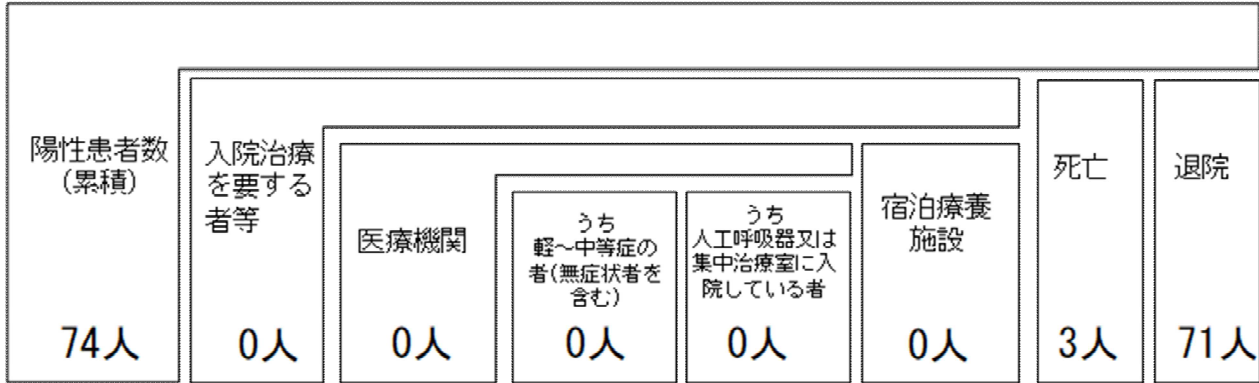 陽性患者数
(累積)
74人
入院治療
を要する
者等
0人
医療機関
0人
うち
軽～中等症の
者(無症状者を
含む)
0人
うち
人工呼吸器又は
集中治療室に入
院している者
0人
宿泊療養
施設
0人
死亡
3人
退院
71人